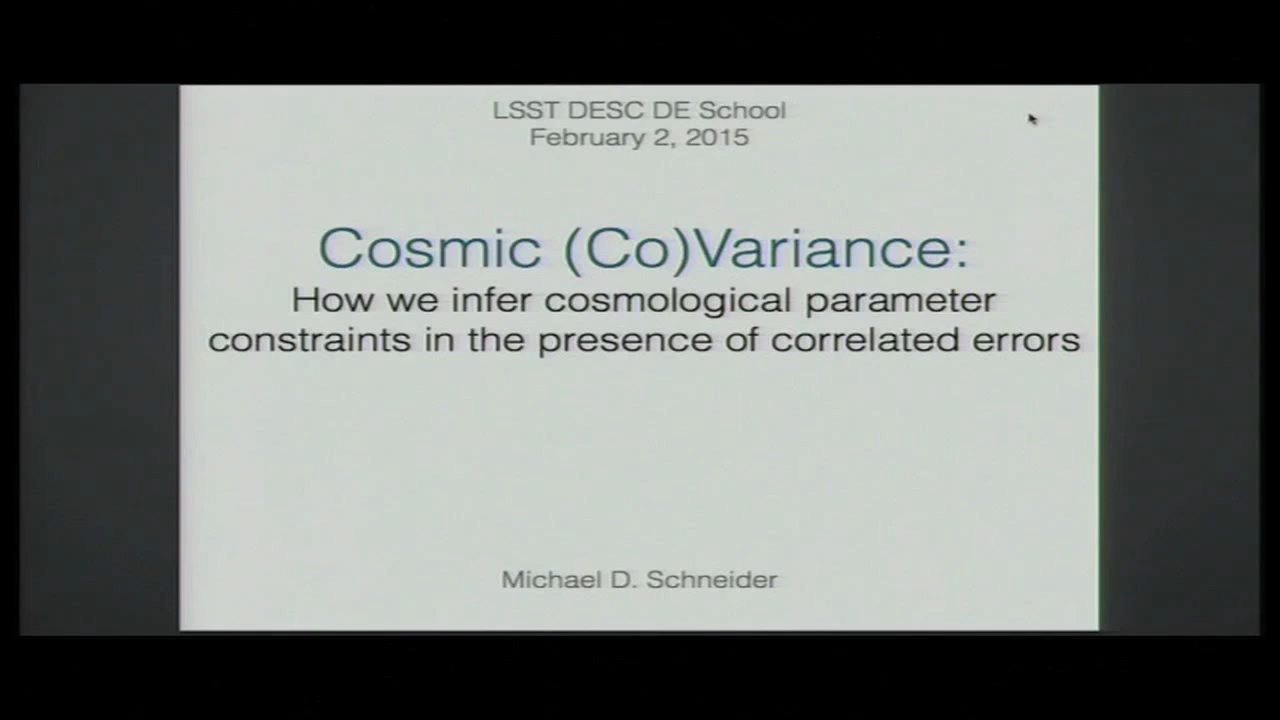 LSST DESC DE School
February 2, 2015
Cosmic (Co)Variance:
How we infer cosmological parameter
constraints in the presence of correlated errors
Michael D. Schneider